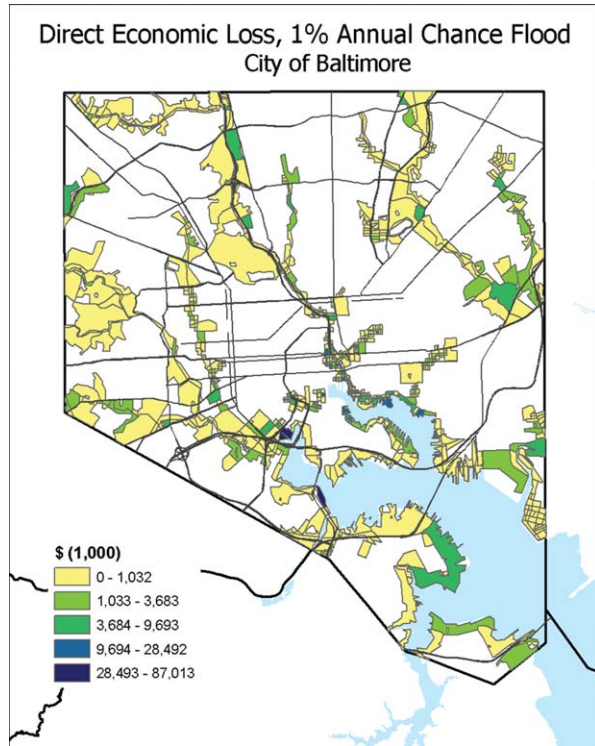 Direct Economic Loss, 1% Annual Chance Flood
City of Baltimore
$ (1,000)
0 - 1,032
1,033 - 3,683
3,684 - 9,693
9,694 - 28,492
28,493 - 87,013